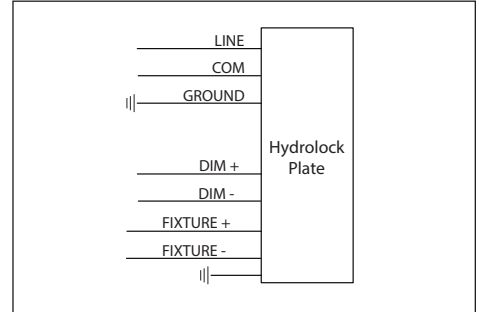 LINE
COM
GROUND
Hydrolock
Plate
DIM +
DIM -
FIXTURE +
FIXTURE -